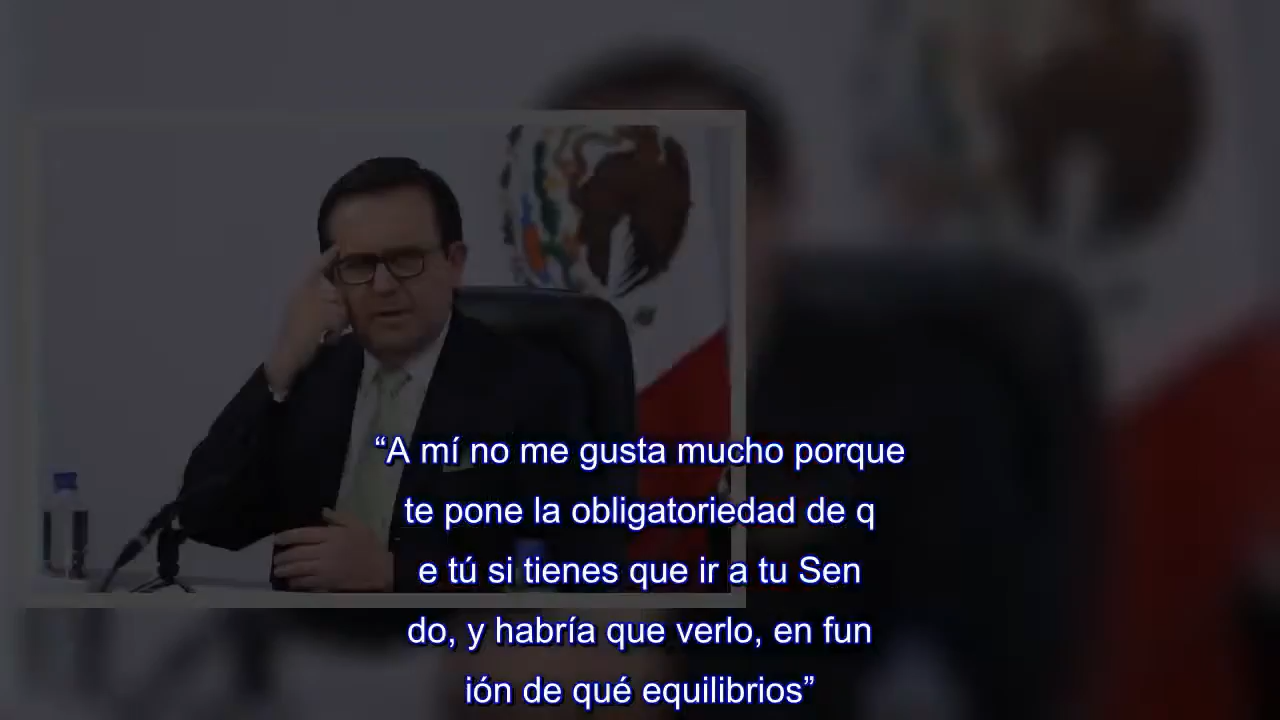 “A mí no me gusta mucho porque
te pone la obligatoriedad de q
e tú si tienes que ir a tu Sen
do, y habría que verlo, en fun
ión de qué equilibrios”